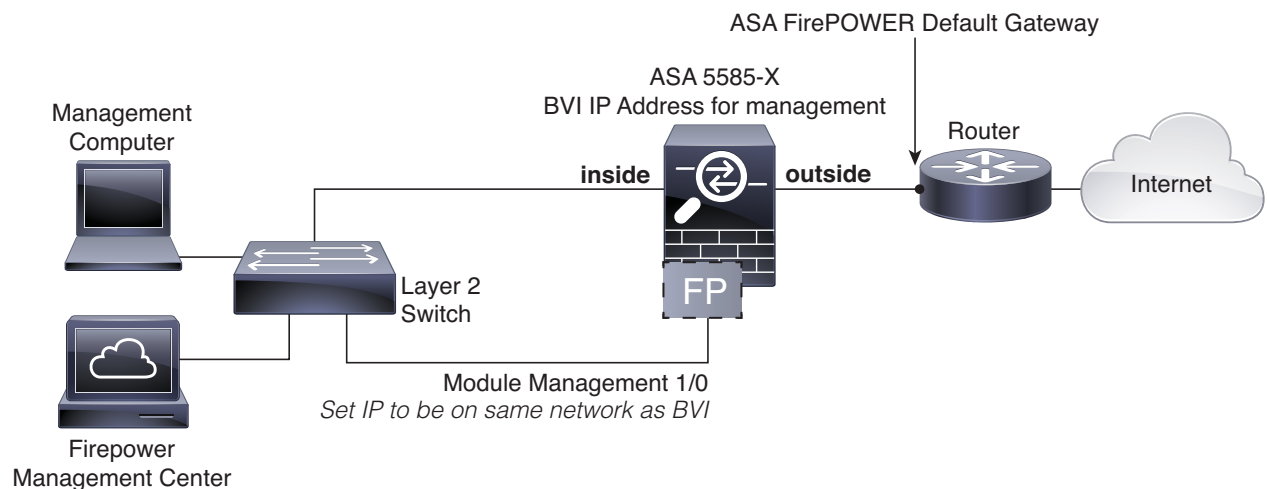 ASA FirePOWER Default Gateway
ASA 5585-X
BVI IP Address for management
Management
Computer
Router
inside
outside
Internet
Layer 2
Switch
FP
Module Management 1/0
Set IP to be on same network as BVI
Firepower
Management Center